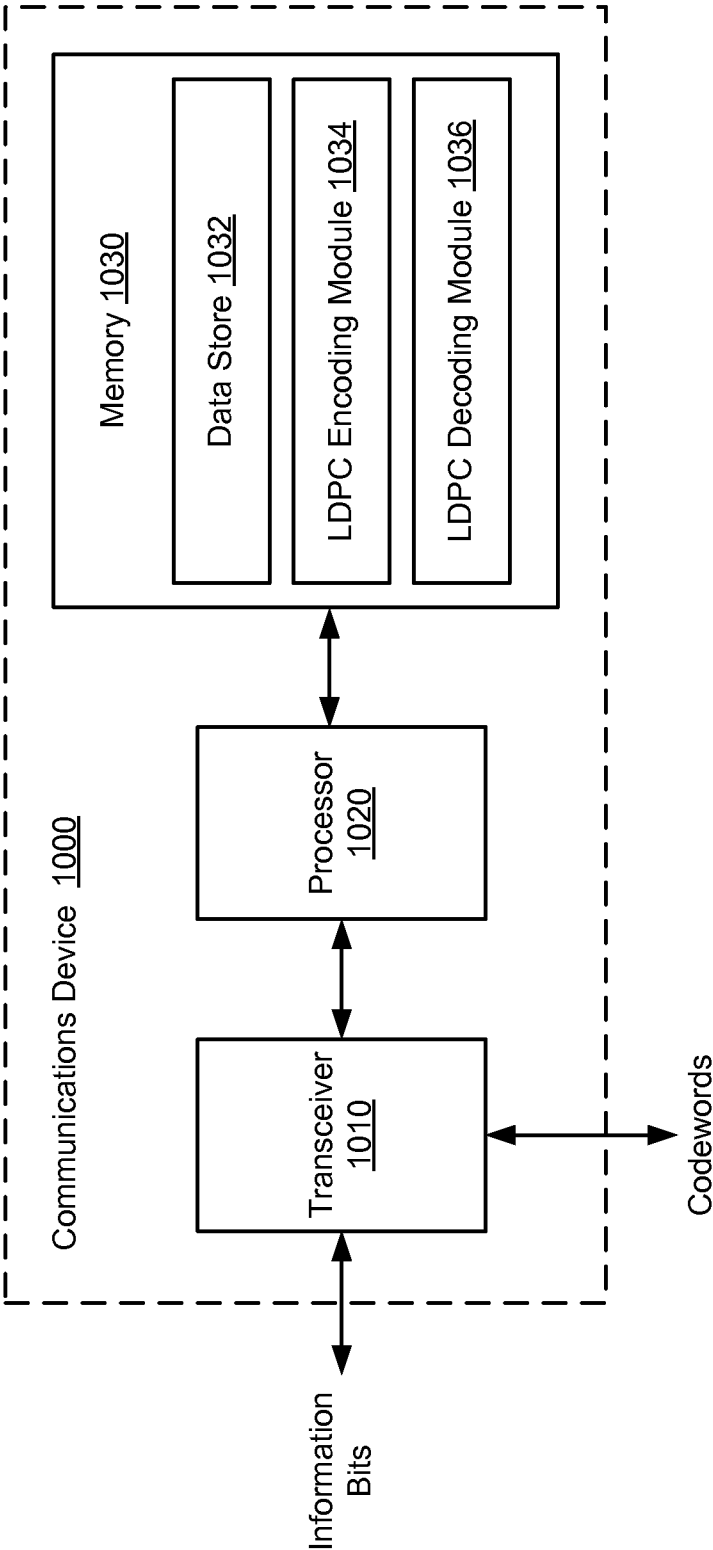 Communications Device 1000
Memory 1030
Data Store 1032
LDPC Encoding Module 1034
LDPC Decoding Module 1036
Processor
1020
Transceiver
1010
Information
Bits
Codewords